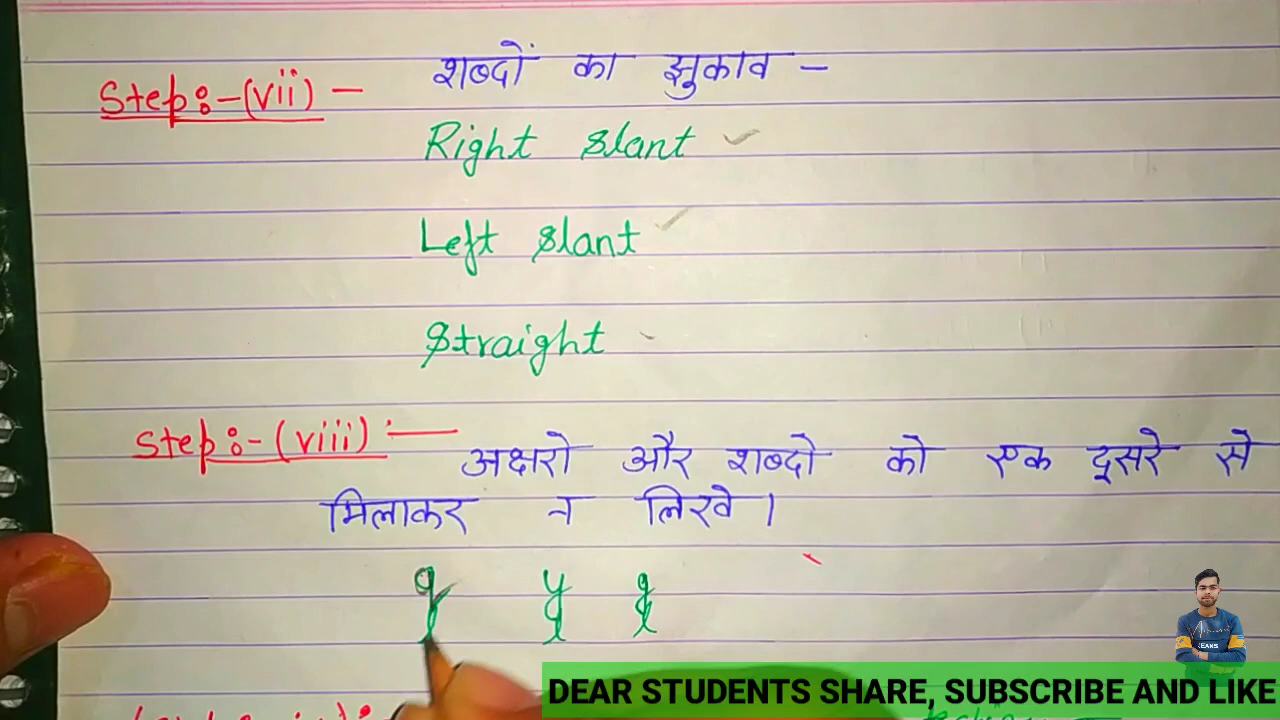 Step:-(vii) - शब्दों का झुकाव -
Right Slant
Left Slant
Straight
Step:-(viii) :- अक्षरो और शब्दो को एक दूसरे से
मिलाकर न लिखे।
DEAR STUDENTS SHARE, SUBSCRIBE AND LIKE